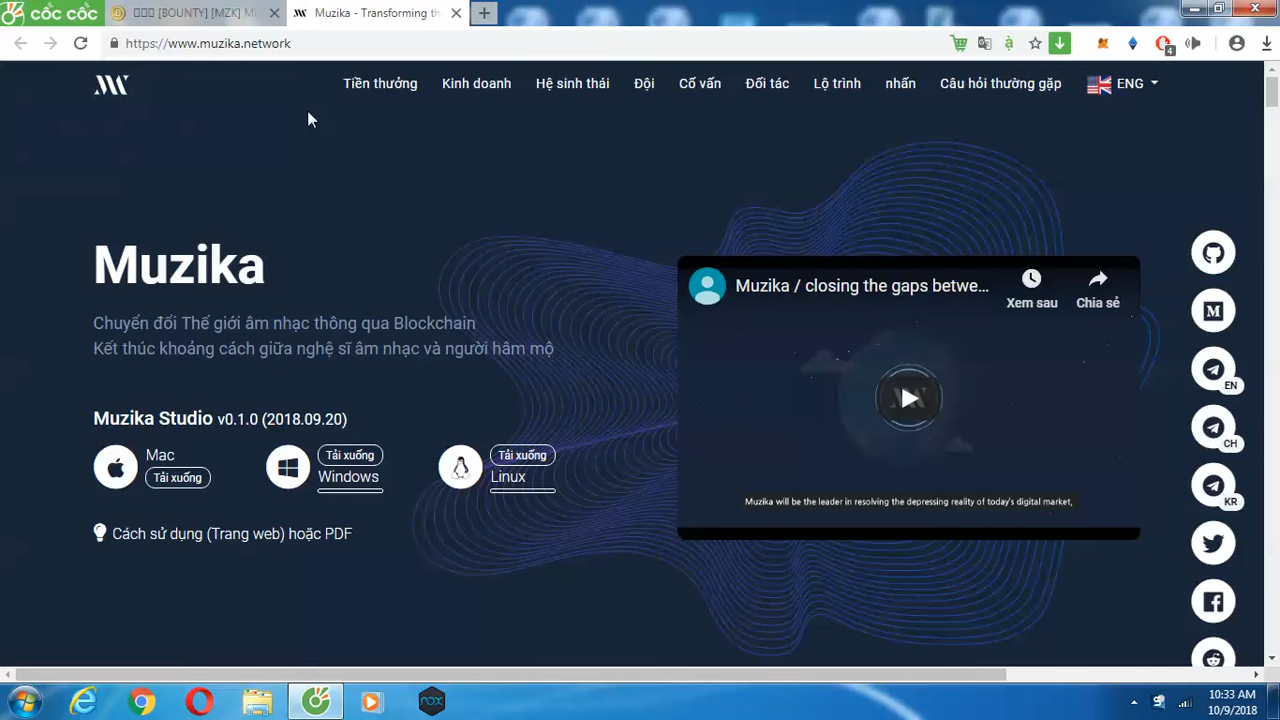 cốc cốc
[BOUNTY] [MZK] M
Muzika - Transforming th
https://www.muzika.network
4
Tiền thưởng
Kinh doanh
Hệ sinh thái
Đội
Cố vấn
Đối tác
Lộ trình
nhấn
Câu hỏi thường gặp
ENG
Muzika
Chuyển đổi Thế giới âm nhạc thông qua Blockchain
Kết thúc khoảng cách giữa nghệ sĩ âm nhạc và người hâm mộ
Muzika Studio v0.1.0 (2018.09.20)
Mac
Tải xuống
Tải xuống
Windows
Tải xuống
Linux
Cách sử dụng (Trang web) hoặc PDF
Muzika / closing the gaps betwe...
Xem sau
Chia sẻ
Muzika will be the leader in resolving the depressing reality of today's digital market,
M
EN
CH
KR
nox
10:33 AM
10/9/2018